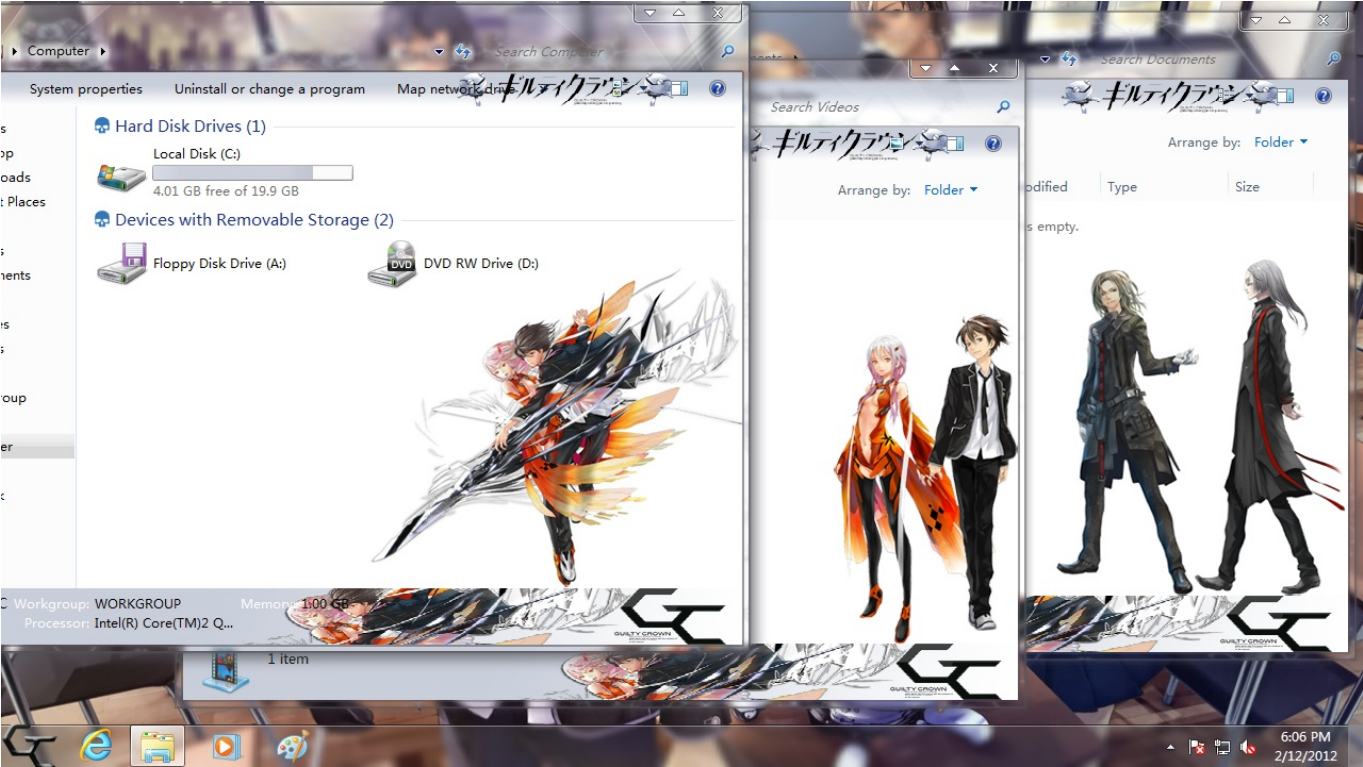 Computer
Search Computer
System properties
Uninstall or change a program
Map network drive
ギルティクラウン
Hard Disk Drives (1)
Local Disk (C:)
4.01 GB free of 19.9 GB
Devices with Removable Storage (2)
Floppy Disk Drive (A:)
DVD
DVD RW Drive (D:)
t Places
Workgroup: WORKGROUP
Memory: 1.00 GB
Processor: Intel(R) Core(TM)2 Q...
GUILTY CROWN
Search Videos
ギルティクラウン
Arrange by: Folder
1 item
GUILTY CROWN
Search Documents
ギルティクラウン
Arrange by: Folder
Type
Size
is empty.
GUILTY CROWN
6:06 PM
2/12/2012